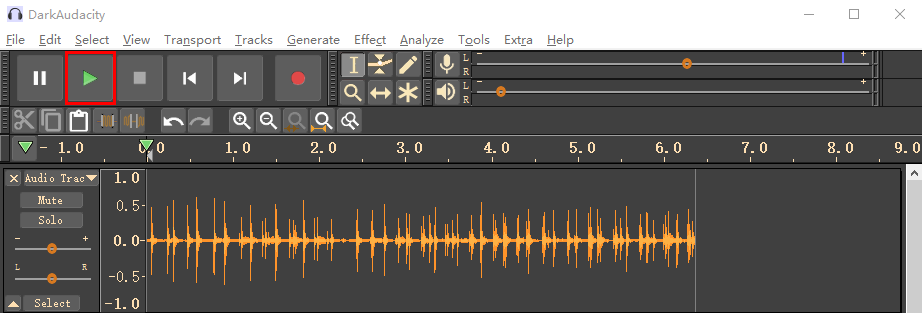 DarkAudacity
File Edit Select View Transport Tracks Generate Effect Analyze Tools Extra Help
L - +
R
L - +
R
- 1.0 0.0 1.0 2.0 3.0 4.0 5.0 6.0 7.0 8.0 9.0
Audio Trac 1.0
Mute
0.5
Solo
- + 0.0
L R
-0.5
Select -1.0